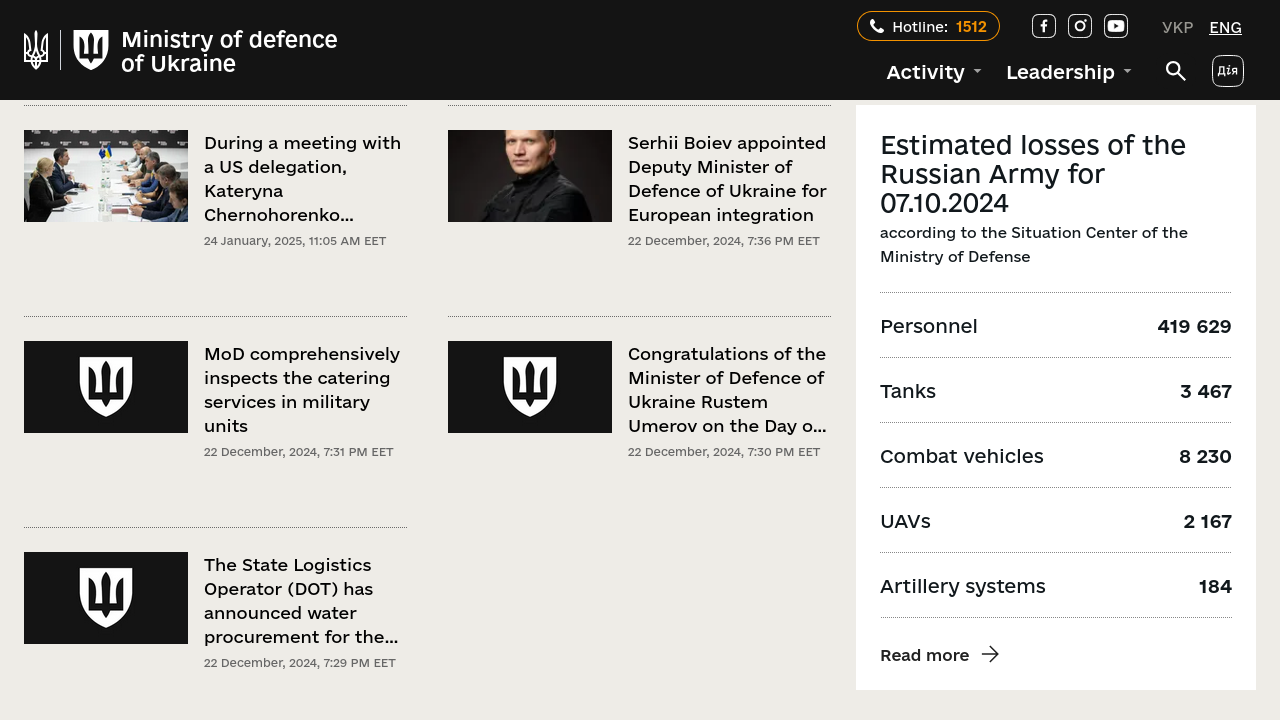 Ministry of defence
of Ukraine
Hotline: 1512
УКР ENG
Activity
Leadership
Дія
During a meeting with
a US delegation,
Kateryna
Chernohorenko...
24 January, 2025, 11:05 AM EET
Serhii Boiev appointed
Deputy Minister of
Defence of Ukraine for
European integration
22 December, 2024, 7:36 PM EET
MoD comprehensively
inspects the catering
services in military
units
22 December, 2024, 7:31 PM EET
Congratulations of the
Minister of Defence of
Ukraine Rustem
Umerov on the Day o...
22 December, 2024, 7:30 PM EET
The State Logistics
Operator (DOT) has
announced water
procurement for the...
22 December, 2024, 7:29 PM EET
Estimated losses of the
Russian Army for
07.10.2024
according to the Situation Center of the
Ministry of Defense
Personnel 419 629
Tanks 3 467
Combat vehicles 8 230
UAVs 2 167
Artillery systems 184
Read more